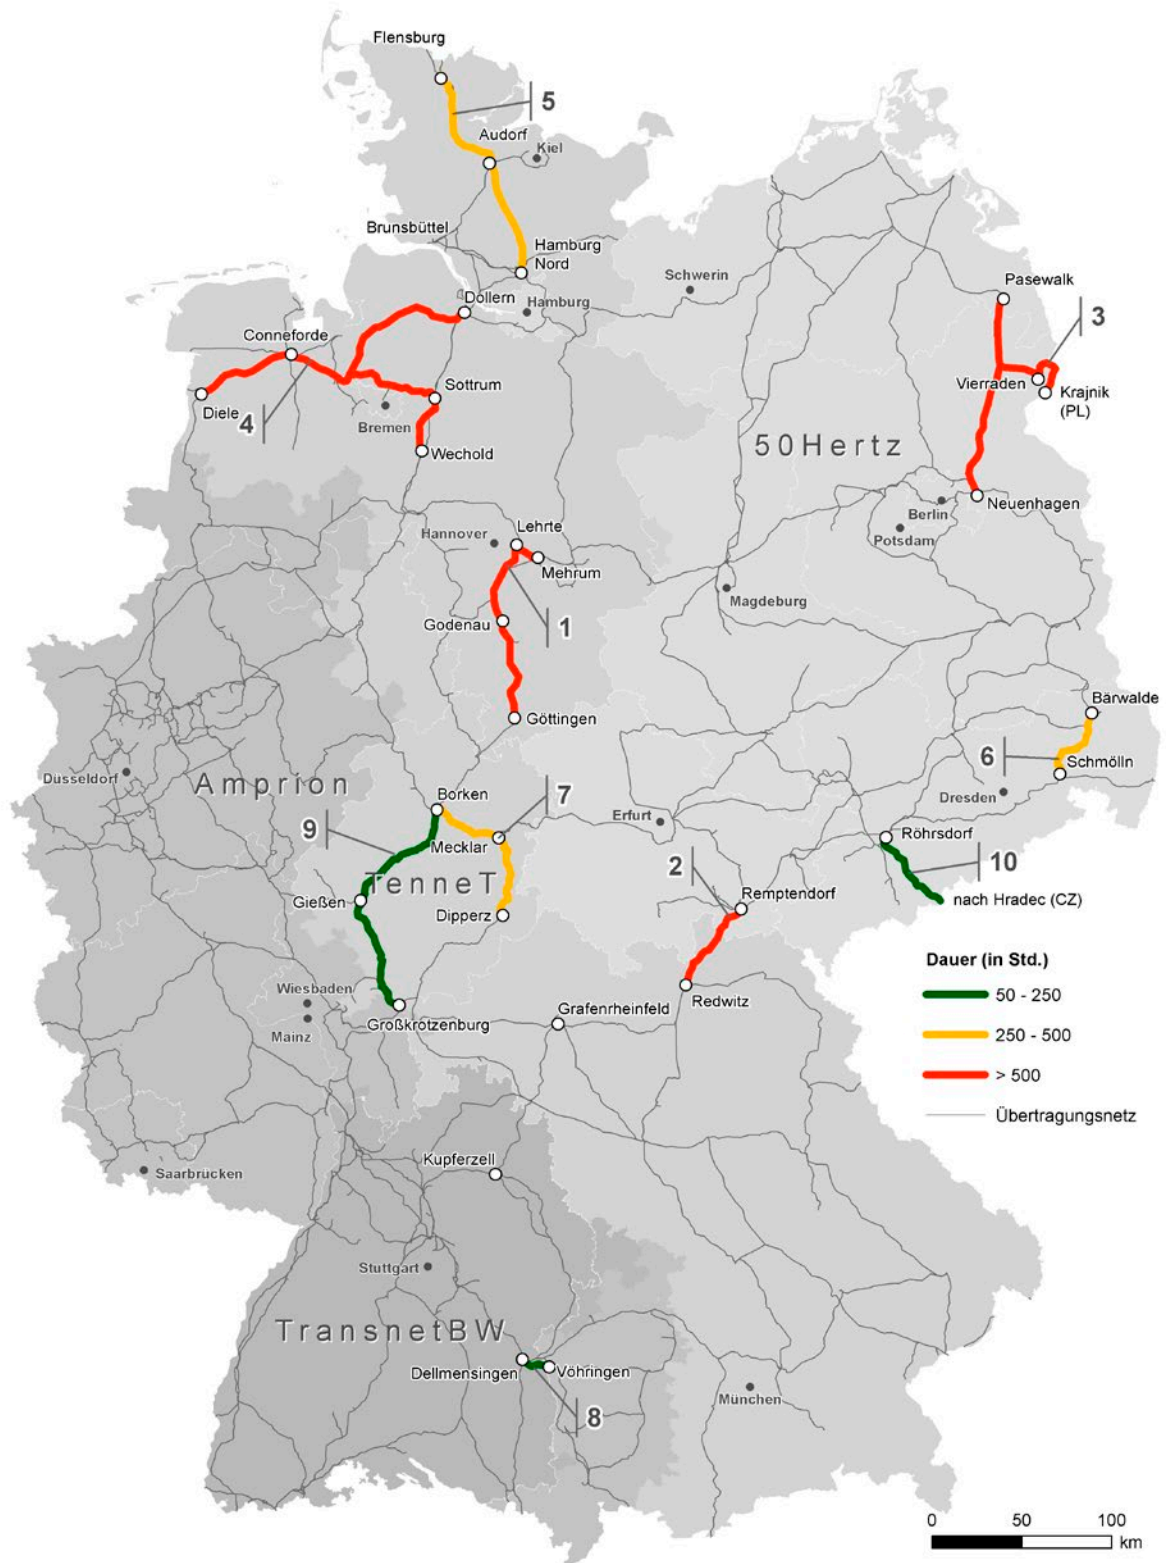 Flensburg
5
Audorf
Kiel
Brunsbüttel
Hamburg
Nord
Schwerin
Pasewalk
Dollern
Hamburg
3
Conneforde
Vierraden
Krajnik
(PL)
Sottrum
Diele
4
Bremen
50Hertz
Wechold
Neuenhagen
Berlin
Lehrte
Hannover
Potsdam
Mehrum
Magdeburg
Godenau
1
Bärwalde
Göttingen
6
Schmölln
Dusseldorf
Amprion
Borken
7
Dresden
Erfurt
9
Mecklar
Röhrsdorf
2
10
TenneT
Remptendorf
Gießen
nach Hradec (CZ)
Dipperz
Dauer (in Std.)
Wiesbaden
50 - 250
Redwitz
Großkrotzenburg
Grafenrheinfeld
Mainz
250 - 500
> 500
Übertragungsnetz
Kupferzell
Saarbrücken
Stuttgart
TransnetBW
Dellmensingen
Vöhringen
München
8
0 50 100
km